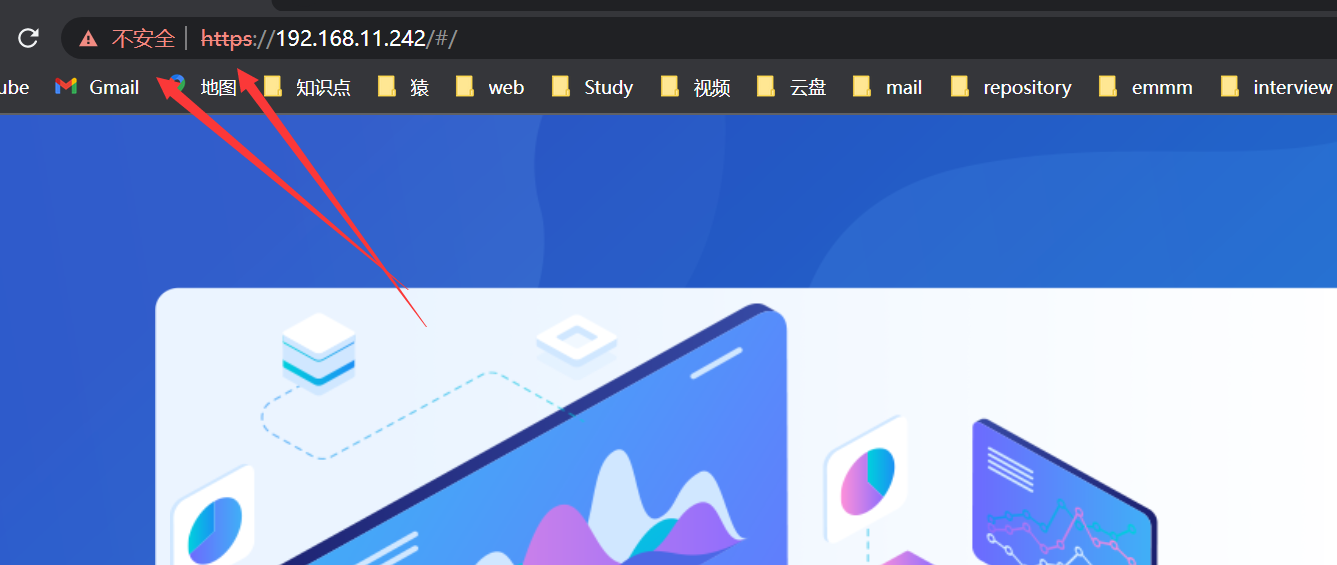 不安全 | https://192.168.11.242/#/
ube Gmail 地图 知识点 猿 web Study 视频 云盘 mail repository emmm interview